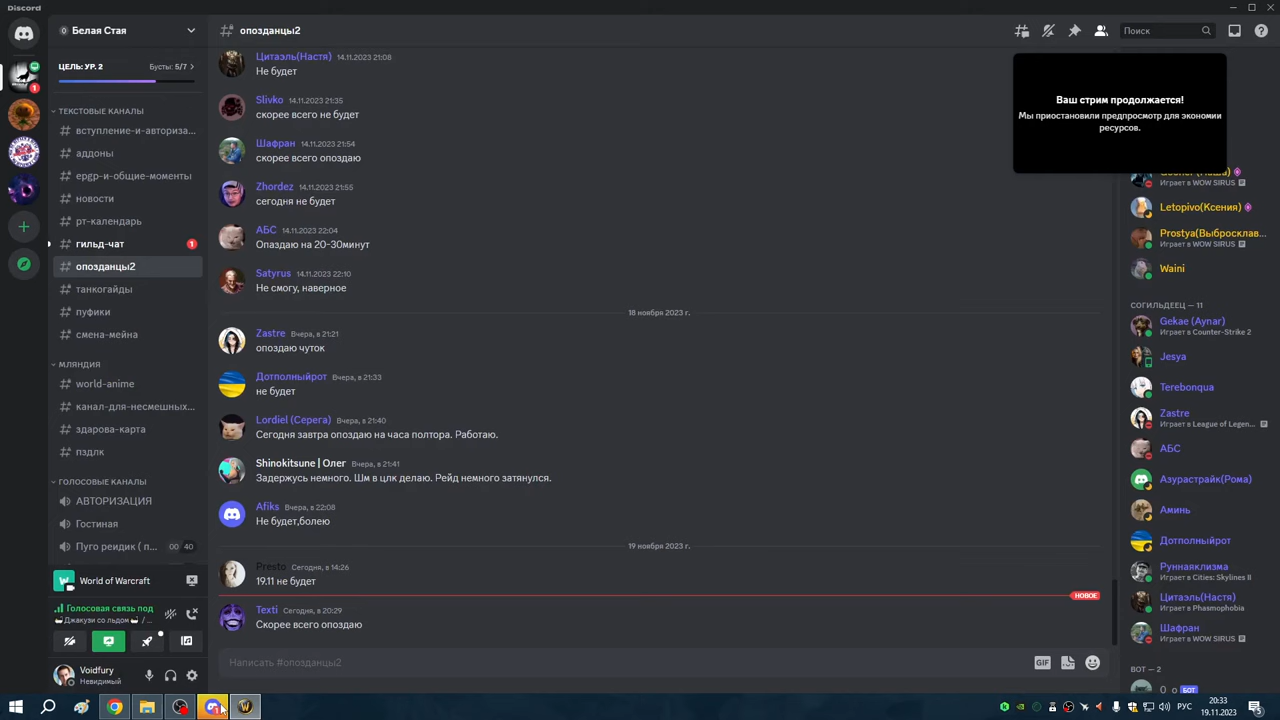 Discord
Белая Стая
ЦЕЛЬ: УР. 2
Бусты: 5/7
ТЕКСТОВЫЕ КАНАЛЫ
вступление-и-авториза...
аддоны
epgp-и-общие-моменты
новости
рт-календарь
гильд-чат
1
опозданцы2
танкогайды
пуфики
смена-мейна
МЛЯНДИЯ
world-anime
канал-для-несмешных...
здарова-карта
пздлк
ГОЛОСОВЫЕ КАНАЛЫ
АВТОРИЗАЦИЯ
Гостиная
Пуго реидик ( п...
00 40
World of Warcraft
Голосовая связь под
Джакузи со льдом
/ ...
Voidfury
Невидимый
1
опозданцы2
Поиск
Цитаэль(Настя) 14.11.2023 21:08
Не будет
Slivko 14.11.2023 21:35
скорее всего не будет
Шафран 14.11.2023 21:54
скорее всего опоздаю
Zhordez 14.11.2023 21:55
сегодня не будет
АБС 14.11.2023 22:04
Опаздаю на 20-30минут
Satyrus 14.11.2023 22:10
Не смогу, наверное
18 ноября 2023 г.
Zastre Вчера, в 21:21
опоздаю чуток
Дотполныйрот Вчера, в 21:33
не будет
Lordiel (Серега) Вчера, в 21:40
Сегодня завтра опоздаю на часа полтора. Работаю.
Shinokitsune | Олег Вчера, в 21:41
Задержусь немного. Шм в цлк делаю. Рейд немного затянулся.
Afiks Вчера, в 22:08
Не будет,болею
19 ноября 2023 г.
Presto Сегодня, в 14:26
19.11 не будет
НОВОЕ
Texti Сегодня, в 20:29
Скорее всего опоздаю
Написать #опозданцы2
GIF
Ваш стрим продолжается!
Мы приостановили предпросмотр для экономии
ресурсов.
Играет в WOW SIRUS
Letopivo(Ксения)
Prostya(Выбросклав...
Играет в WOW SIRUS
Waini
СОГИЛЬДЕЕЦ — 11
Gekae (Aynar)
Играет в Counter-Strike 2
Jesya
Terebonqua
Zastre
Играет в League of Legen...
АБС
Азурастрайк(Рома)
Аминь
Дотполныйрот
Руннаяклизма
Играет в Cities: Skylines II
Цитаэль(Настя)
Играет в Phasmophobia
Шафран
Играет в WOW SIRUS
BOT — 2
БОТ
РУС
20:33
19.11.2023